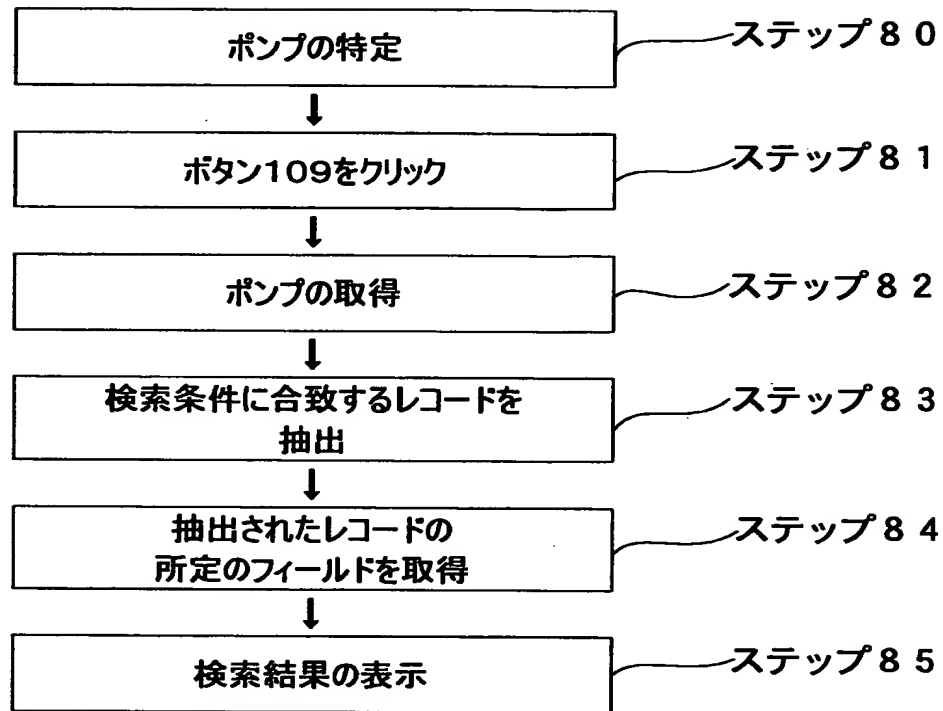 ポンプの特定
ステップ80
ボタン109をクリック
ステップ81
ポンプの取得
ステップ82
検索条件に合致するレコードを
抽出
ステップ83
抽出されたレコードの
所定のフィールドを取得
ステップ84
検索結果の表示
ステップ85